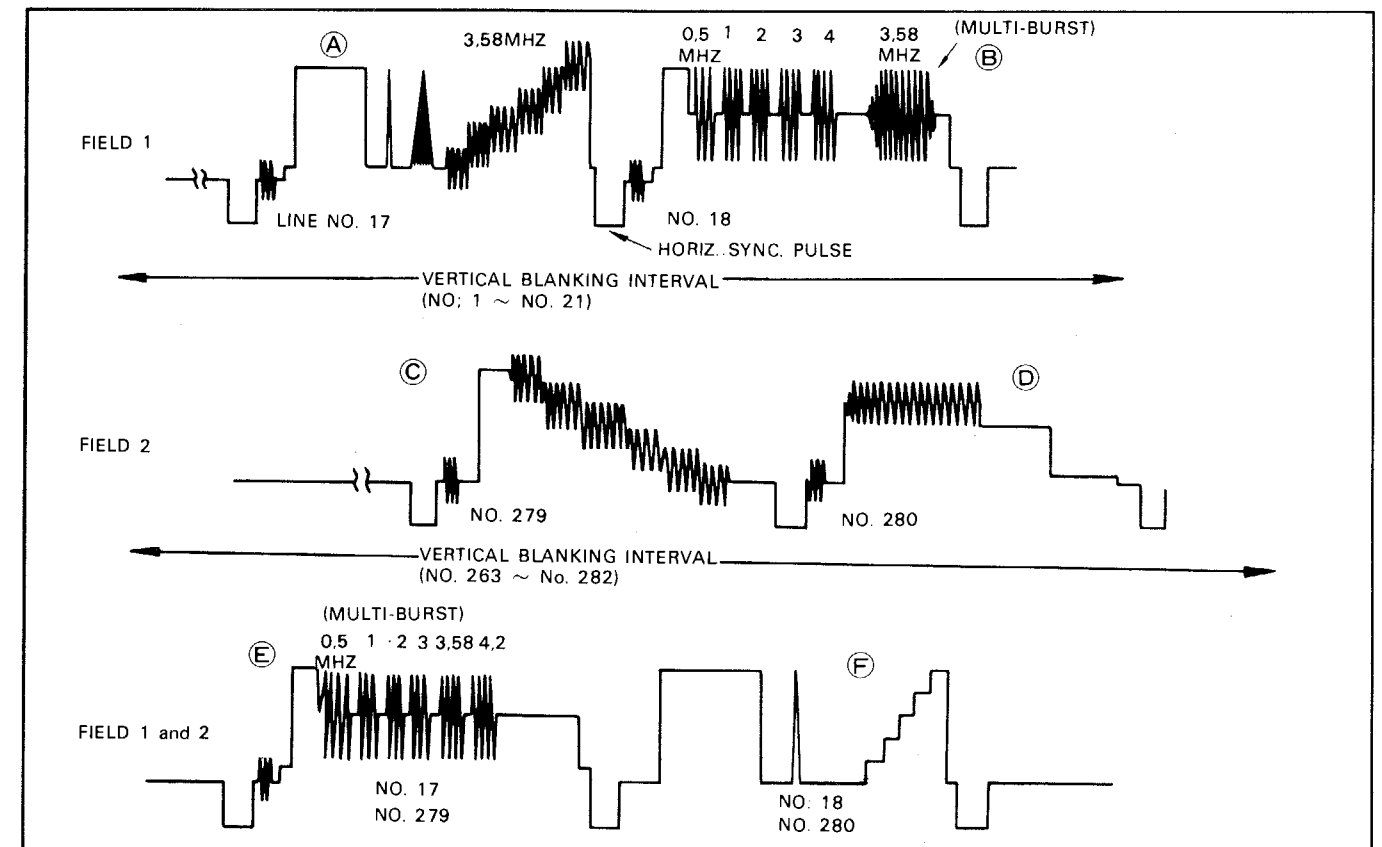 (MULTI-BURST)
Ⓐ
3,58MHZ
0,5 1 2 3 4 3,58
MHZ MHZ
Ⓑ
FIELD 1
LINE NO. 17
NO. 18
HORIZ..SYNC. PULSE
VERTICAL BLANKING INTERVAL
(NO; 1 ~ NO. 21)
Ⓒ
Ⓓ
FIELD 2
NO. 279
NO. 280
VERTICAL BLANKING INTERVAL
(NO. 263 ~ No. 282)
(MULTI-BURST)
0,5 1 · 2 3 3,58 4,2
MHZ
Ⓔ
Ⓕ
FIELD 1 and 2
NO. 17
NO. 279
NO: 18
NO. 280